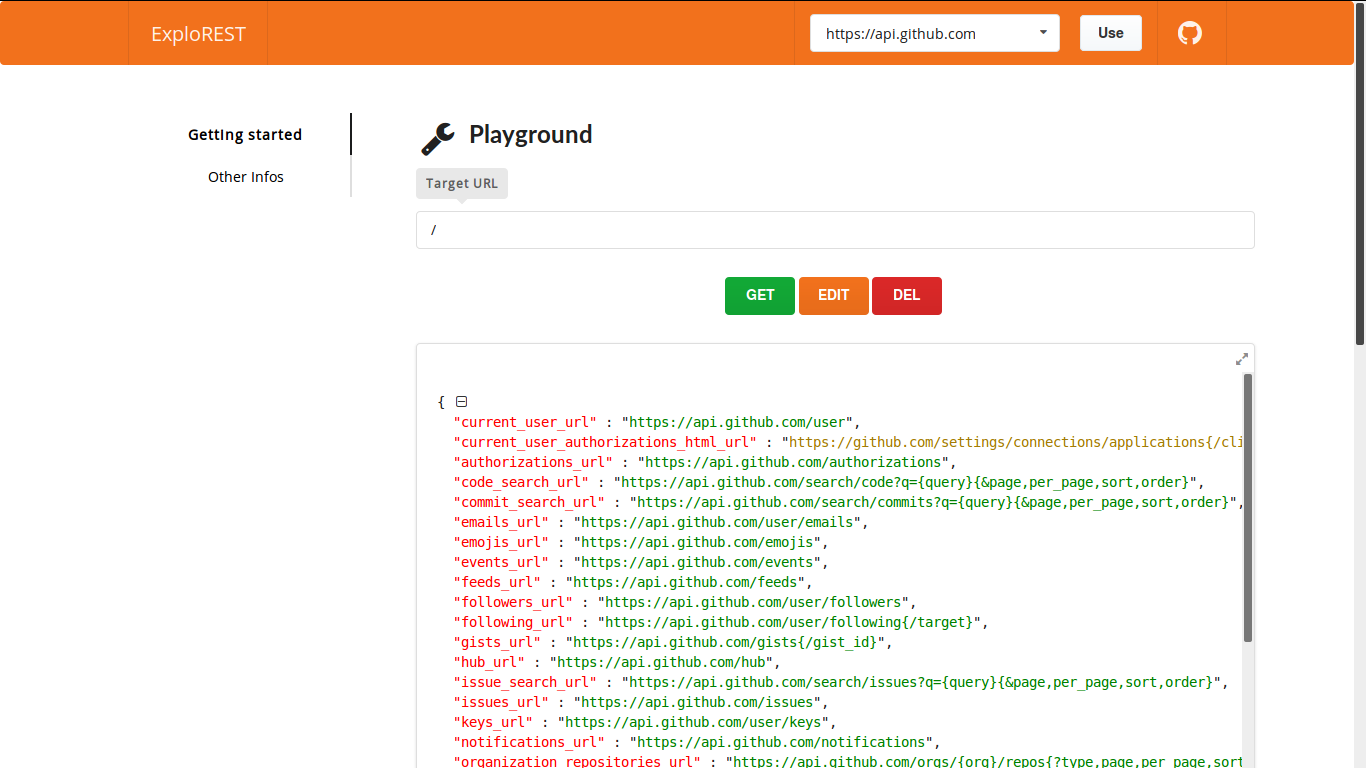 ExploREST
https://api.github.com
Use
Getting started
Other Infos
Playground
Target URL
/
GET EDIT DEL
{
"current_user_url" : "https://api.github.com/user",
"current_user_authorizations_html_url" : "https://github.com/settings/connections/applications{/cli
"authorizations_url" : "https://api.github.com/authorizations",
"code_search_url" : "https://api.github.com/search/code?q={query}{&page,per_page,sort,order}",
"commit_search_url" : "https://api.github.com/search/commits?q={query}{&page,per_page,sort,order}",
"emails_url" : "https://api.github.com/user/emails",
"emojis_url" : "https://api.github.com/emojis",
"events_url" : "https://api.github.com/events",
"feeds_url" : "https://api.github.com/feeds",
"followers_url" : "https://api.github.com/user/followers",
"following_url" : "https://api.github.com/user/following{/target}",
"gists_url" : "https://api.github.com/gists{/gist_id}",
"hub_url" : "https://api.github.com/hub",
"issue_search_url" : "https://api.github.com/search/issues?q={query}{&page,per_page,sort,order}",
"issues_url" : "https://api.github.com/issues",
"keys_url" : "https://api.github.com/user/keys",
"notifications_url" : "https://api.github.com/notifications",
"organization_repositories_url" : "https://api.github.com/orgs/{org}/repos{?type,page,per_page,sort